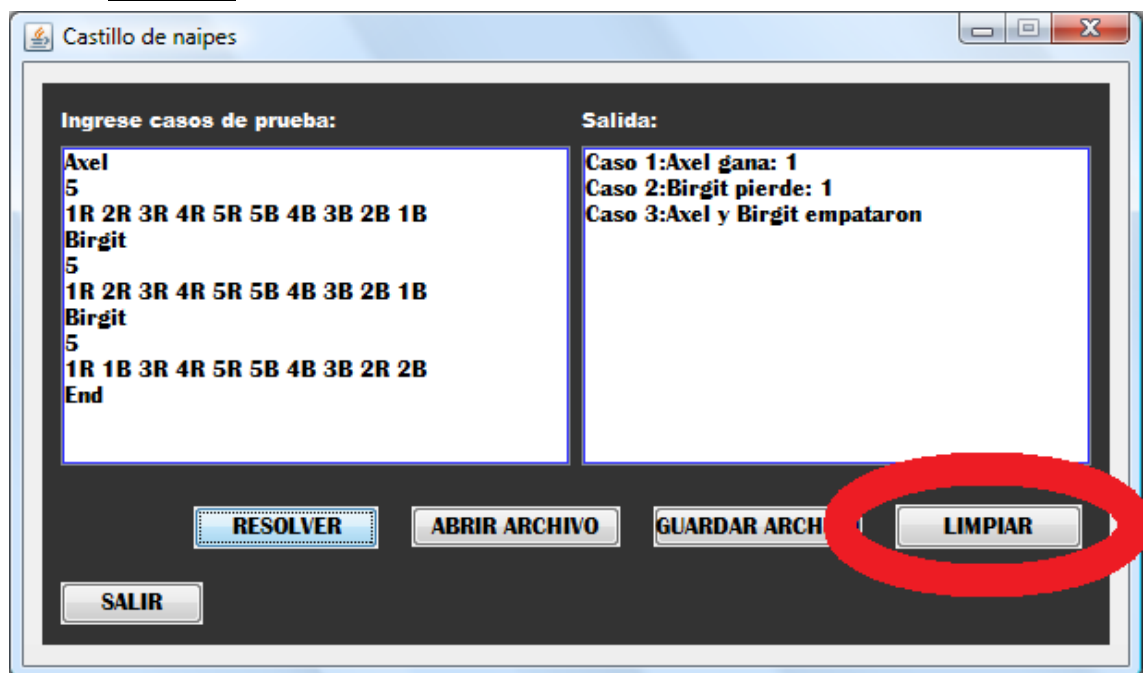 Castillo de naipes
Ingrese casos de prueba:
Axel
5
1R 2R 3R 4R 5R 5B 4B 3B 2B 1B
Birgit
5
1R 2R 3R 4R 5R 5B 4B 3B 2B 1B
Birgit
5
1R 1B 3R 4R 5R 5B 4B 3B 2R 2B
End
Salida:
Caso 1:Axel gana: 1
Caso 2:Birgit pierde: 1
Caso 3:Axel y Birgit empataron
RESOLVER
ABRIR ARCHIVO
GUARDAR
LIMPIAR
SALIR